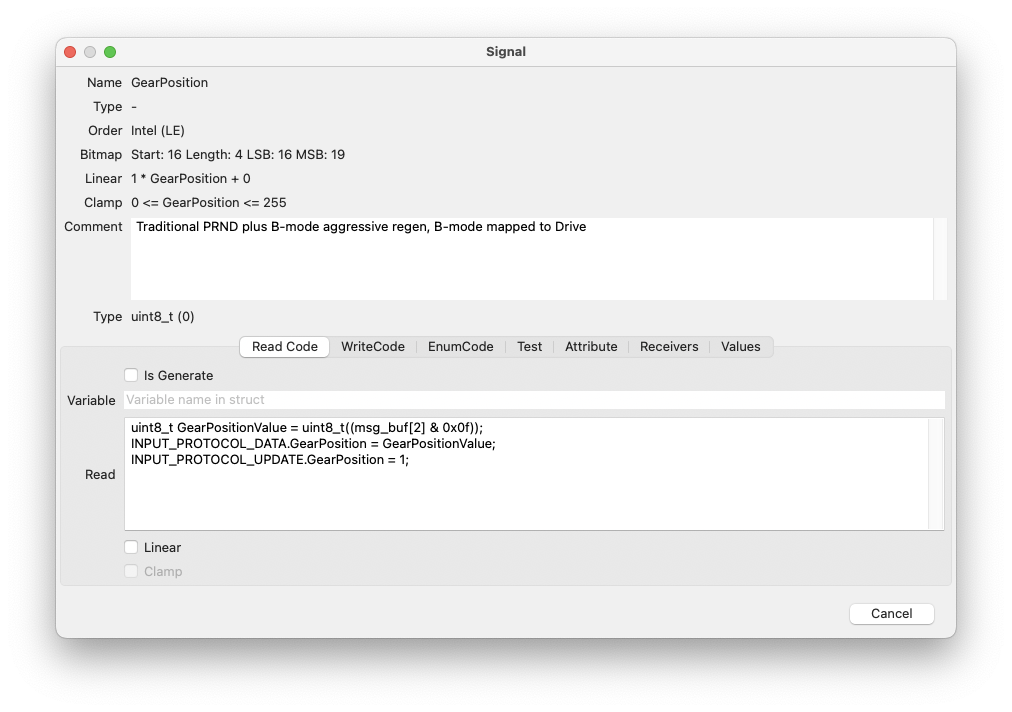 Signal
Name GearPosition
Type -
Order Intel (LE)
Bitmap Start: 16 Length: 4 LSB: 16 MSB: 19
Linear 1 * GearPosition + 0
Clamp 0 <= GearPosition <= 255
Comment Traditional PRND plus B-mode aggressive regen, B-mode mapped to Drive
Type uint8_t (0)
Read Code WriteCode EnumCode Test Attribute Receivers Values
Is Generate
Variable Variable name in struct
uint8_t GearPositionValue = uint8_t((msg_buf[2] & 0x0f));
INPUT_PROTOCOL_DATA.GearPosition = GearPositionValue;
INPUT_PROTOCOL_UPDATE.GearPosition = 1;
Read
Linear
Clamp
Cancel